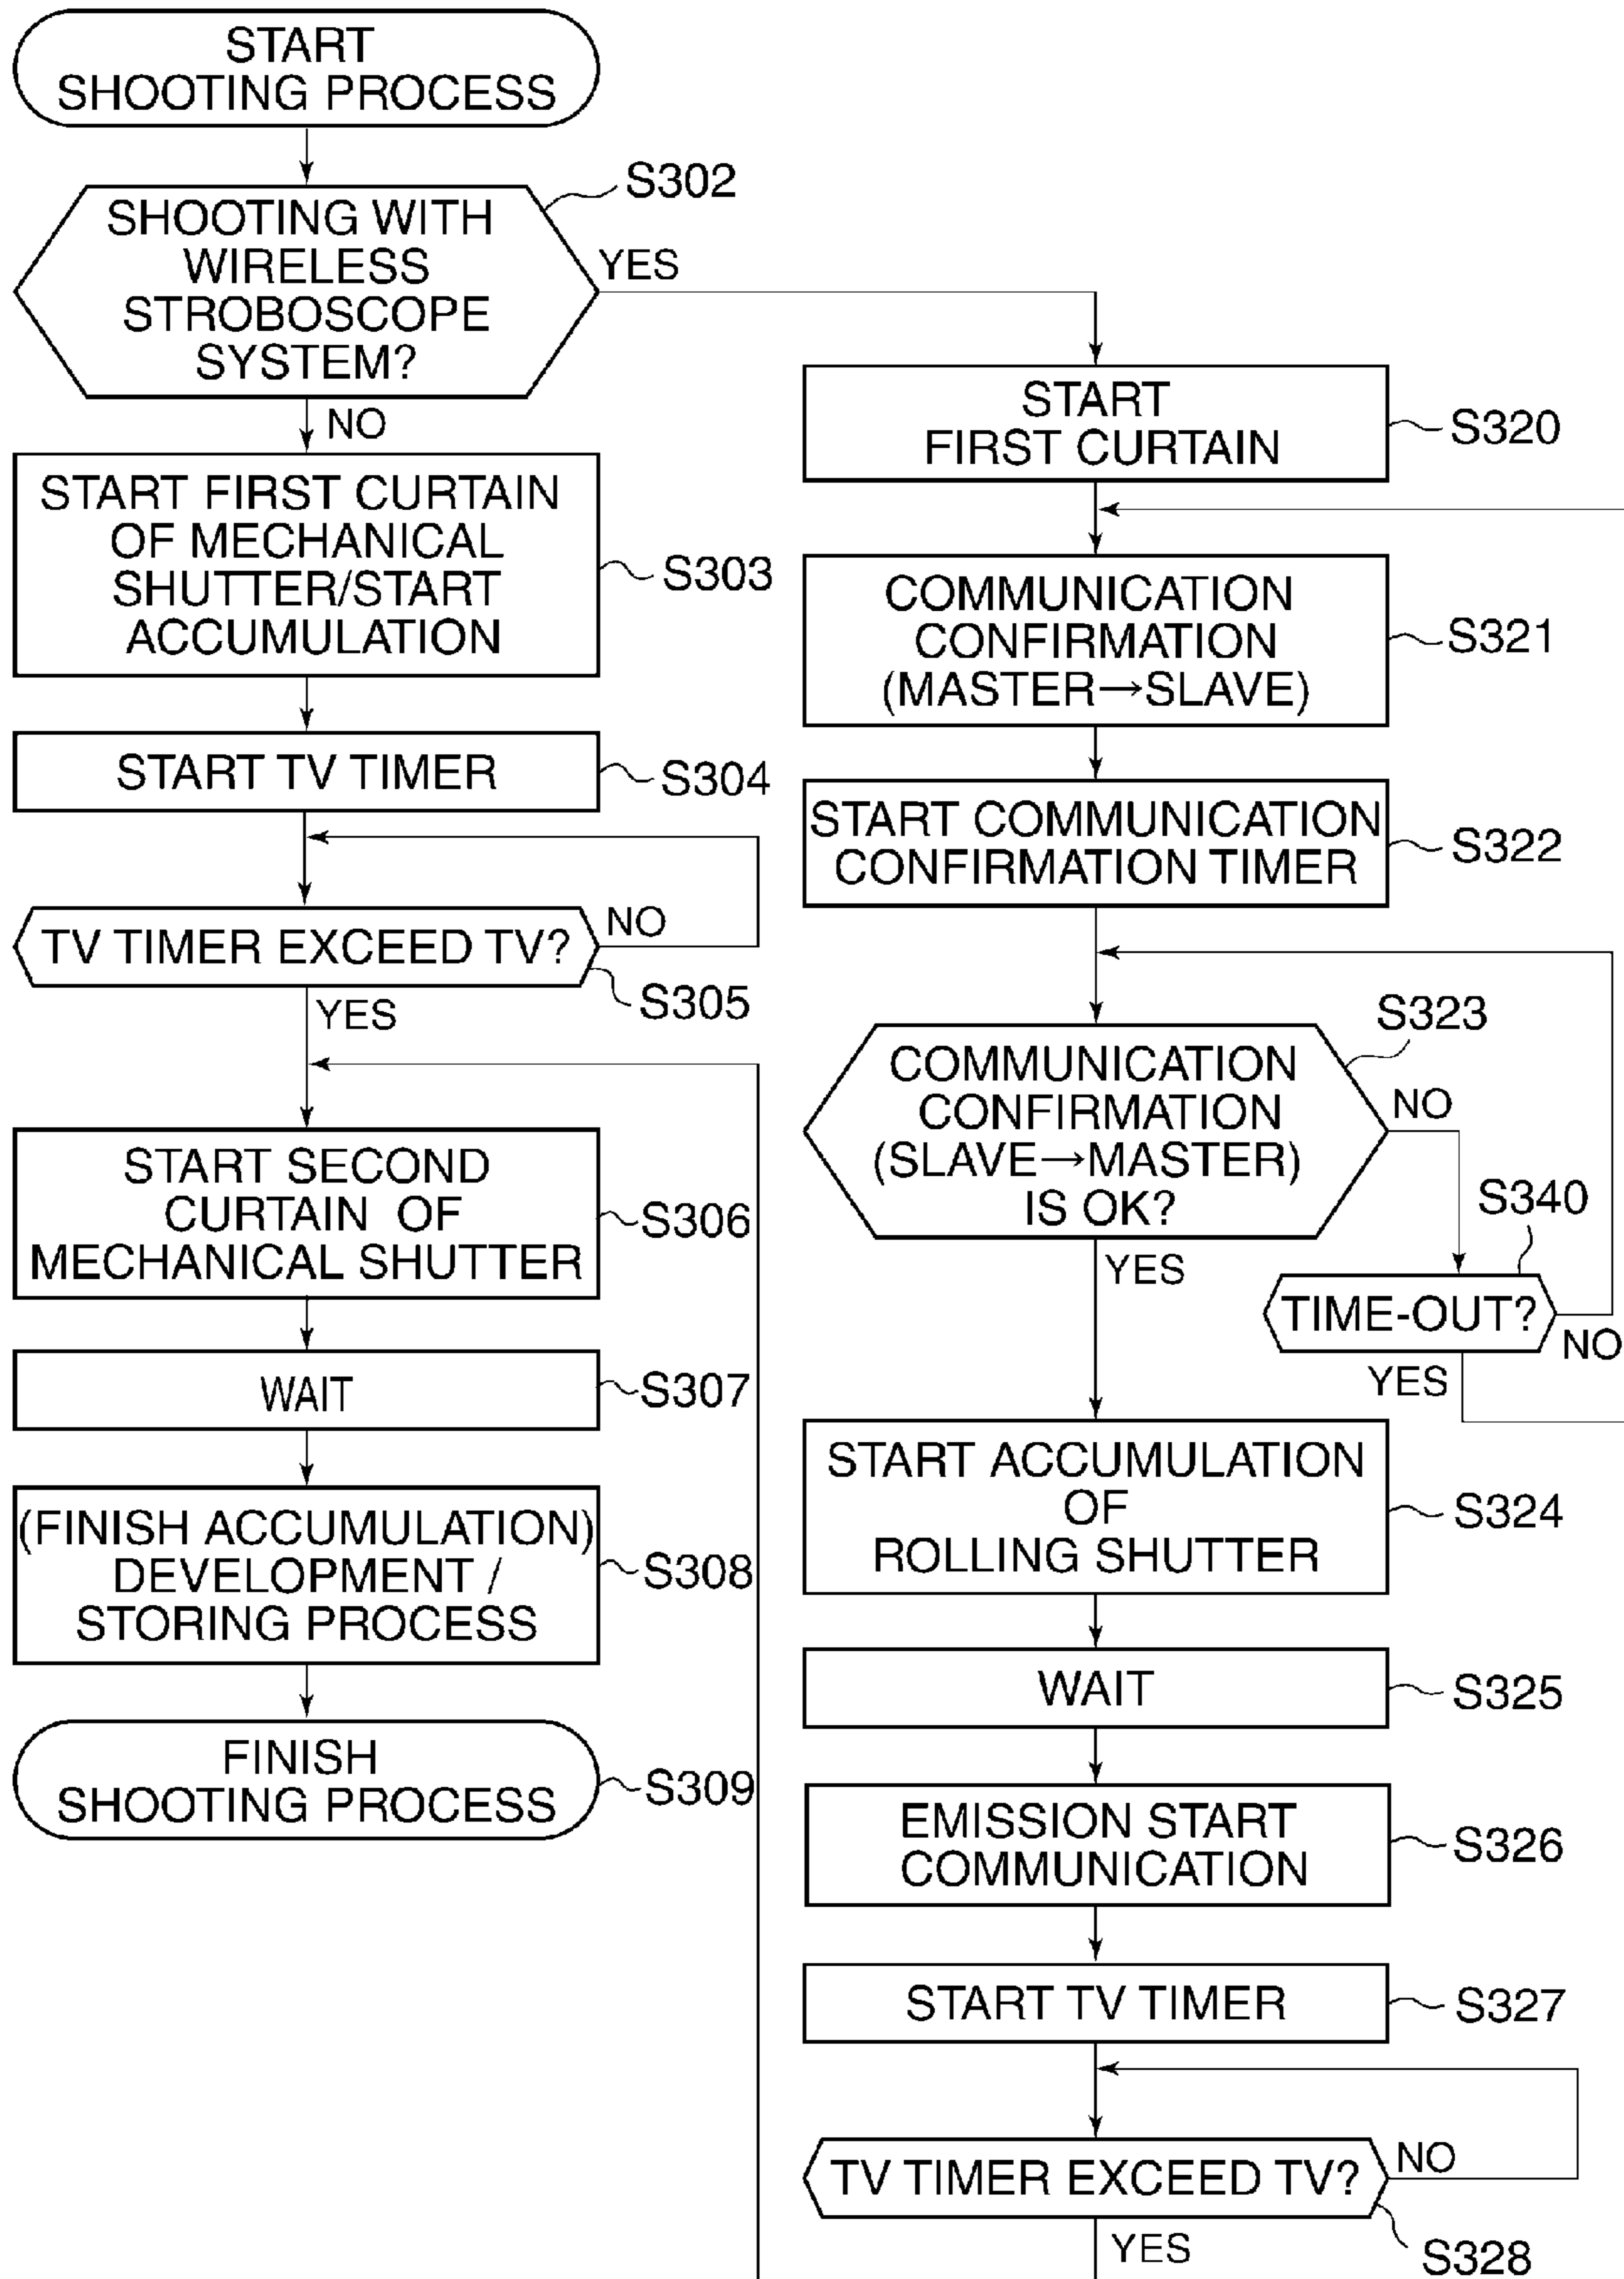 START
SHOOTING PROCESS
S302
SHOOTING WITH
WIRELESS
STROBOSCOPE
SYSTEM?
YES
NO
START FIRST CURTAIN
OF MECHANICAL
SHUTTER/START
ACCUMULATION
S303
START TV TIMER
S304
TV TIMER EXCEED TV?
NO
S305
YES
START SECOND
CURTAIN OF
MECHANICAL SHUTTER
S306
WAIT
S307
(FINISH ACCUMULATION)
DEVELOPMENT /
STORING PROCESS
S308
FINISH
SHOOTING PROCESS
S309
START
FIRST CURTAIN
S320
COMMUNICATION
CONFIRMATION
(MASTER→SLAVE)
S321
START COMMUNICATION
CONFIRMATION TIMER
S322
S323
COMMUNICATION
CONFIRMATION
(SLAVE→MASTER)
IS OK?
NO
YES
S340
TIME-OUT?
NO
YES
START ACCUMULATION
OF
ROLLING SHUTTER
S324
WAIT
S325
EMISSION START
COMMUNICATION
S326
START TV TIMER
S327
TV TIMER EXCEED TV?
NO
S328
YES